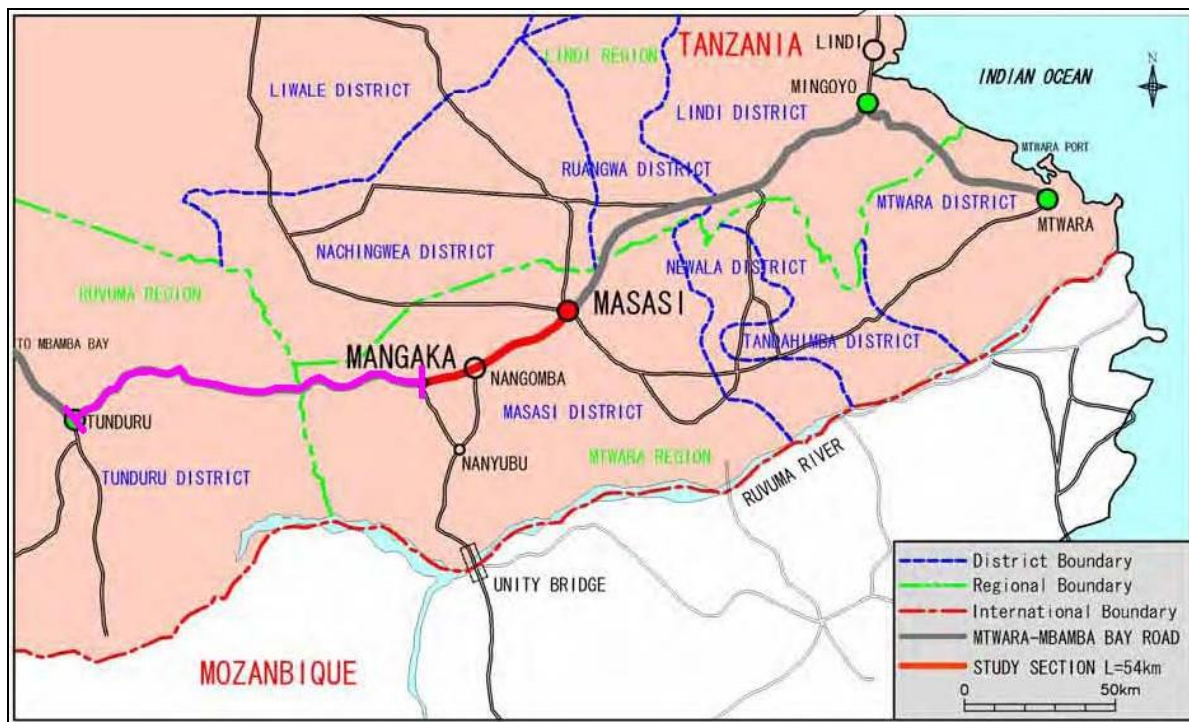 TANZANIA
LINDI
LINDI REGION
INDIAN OCEAN
N
LIWALE DISTRICT
MINGOYO
LINDI DISTRICT
MTWARA PORT
RUANGWA DISTRICT
MTWARA DISTRICT
MTWARA
NACHINGWEA DISTRICT
NEWALA DISTRICT
RUVUMA REGION
MASASI
TO MBAMBA BAY
MANGAKA
TANDAHIMBA DISTRICT
NANGOMBA
TUNDURU
MASASI DISTRICT
NANYUBU
MTWARA REGION
TUNDURU DISTRICT
RUVUMA RIVER
UNITY BRIDGE
MOZANBIQUE
District Boundary
Regional Boundary
International Boundary
MTWARA-MBAMBA BAY ROAD
STUDY SECTION L=54km
0 50km